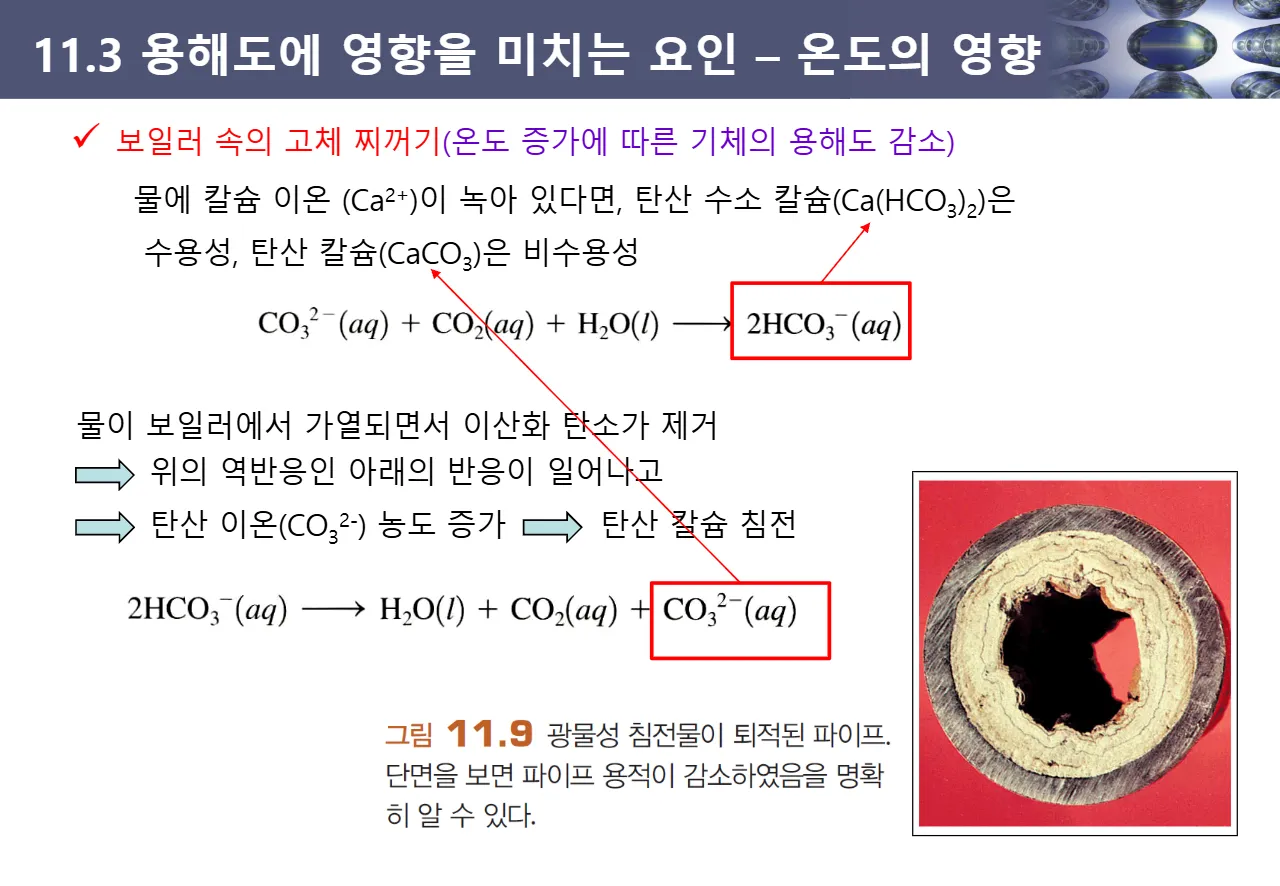 11.3 용해도에 영향을 미치는 요인 – 온도의 영향
✓ 보일러 속의 고체 찌꺼기(온도 증가에 따른 기체의 용해도 감소)
물에 칼슘 이온 (Ca²⁺)이 녹아 있다면, 탄산 수소 칼슘(Ca(HCO₃)₂)은
수용성, 탄산 칼슘(CaCO₃)은 비수용성
CO₃²⁻(aq) + CO₂(aq) + H₂O(l) ⟶ 2HCO₃⁻(aq)
물이 보일러에서 가열되면서 이산화 탄소가 제거
⇨ 위의 역반응인 아래의 반응이 일어나고
⇨ 탄산 이온(CO₃²⁻) 농도 증가 ⇨ 탄산 칼슘 침전
2HCO₃⁻(aq) ⟶ H₂O(l) + CO₂(aq) + CO₃²⁻(aq)
그림 11.9 광물성 침전물이 퇴적된 파이프.
단면을 보면 파이프 용적이 감소하였음을 명확
히 알 수 있다.